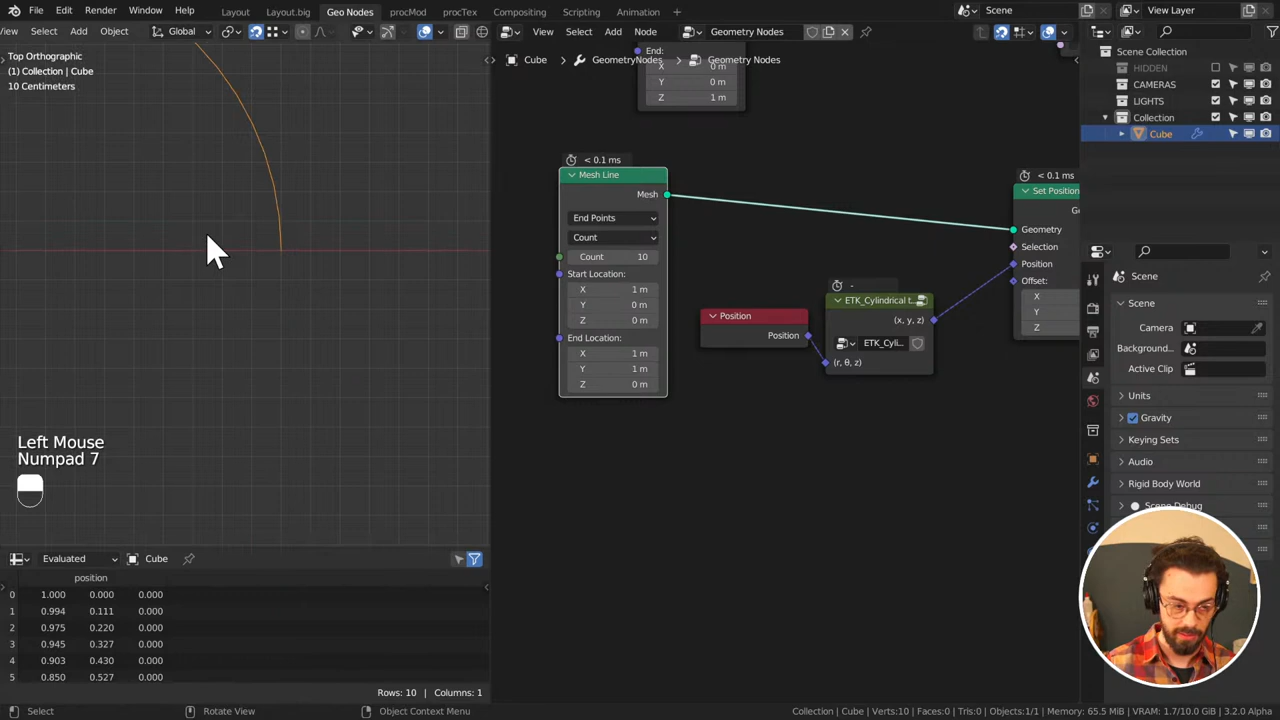 File Edit Render Window Help Layout Layout.big Geo Nodes procMod procTex Compositing Scripting Animation + Scene View Layer
View Select Add Object Global View Select Add Node Geometry Nodes
Top Orthographic
(1) Collection | Cube
10 Centimeters
Cube > GeometryNodes > Geometry Nodes
End:
X 0 m
Y 0 m
Z 1 m
Scene Collection
HIDDEN
CAMERAS
LIGHTS
Collection
Cube
< 0.1 ms
Mesh Line
Mesh
End Points
Count
Count 10
Start Location:
X 1 m
Y 0 m
Z 0 m
End Location:
X 1 m
Y 1 m
Z 0 m
Position
Position
-
ETK_Cylindrical t...
(x, y, z)
ETK_Cyli...
(r, θ, z)
< 0.1 ms
Set Position
Geometry
Selection
Position
Offset:
X
Y
Z
Scene
Scene
Camera
Background...
Active Clip
Units
Gravity
Keying Sets
Audio
Rigid Body World
Scene Debug
Left Mouse
Numpad 7
Evaluated Cube
position
0 1.000 0.000 0.000
1 0.994 0.111 0.000
2 0.975 0.220 0.000
3 0.945 0.327 0.000
4 0.903 0.430 0.000
5 0.850 0.527 0.000
Rows: 10 | Columns: 1
Select Rotate View Object Context Menu Collection | Cube | Verts:10 | Faces:0 | Tris:0 | Objects:1/1 | Memory: 65.5 MiB | VRAM: 1.7/10.0 GiB | 3.2.0 Alpha